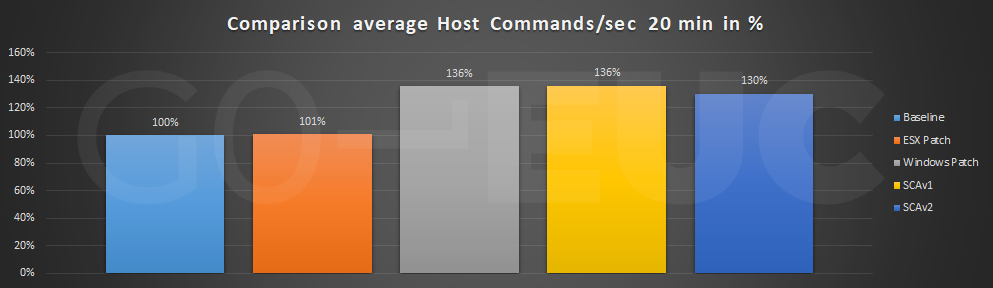 Comparison average Host Commands/sec 20 min in %
160%
140%
120%
100%
80%
60%
40%
20%
0%
100%
101%
136%
136%
130%
Baseline
ESX Patch
Windows Patch
SCAv1
SCAv2
GO-EUC